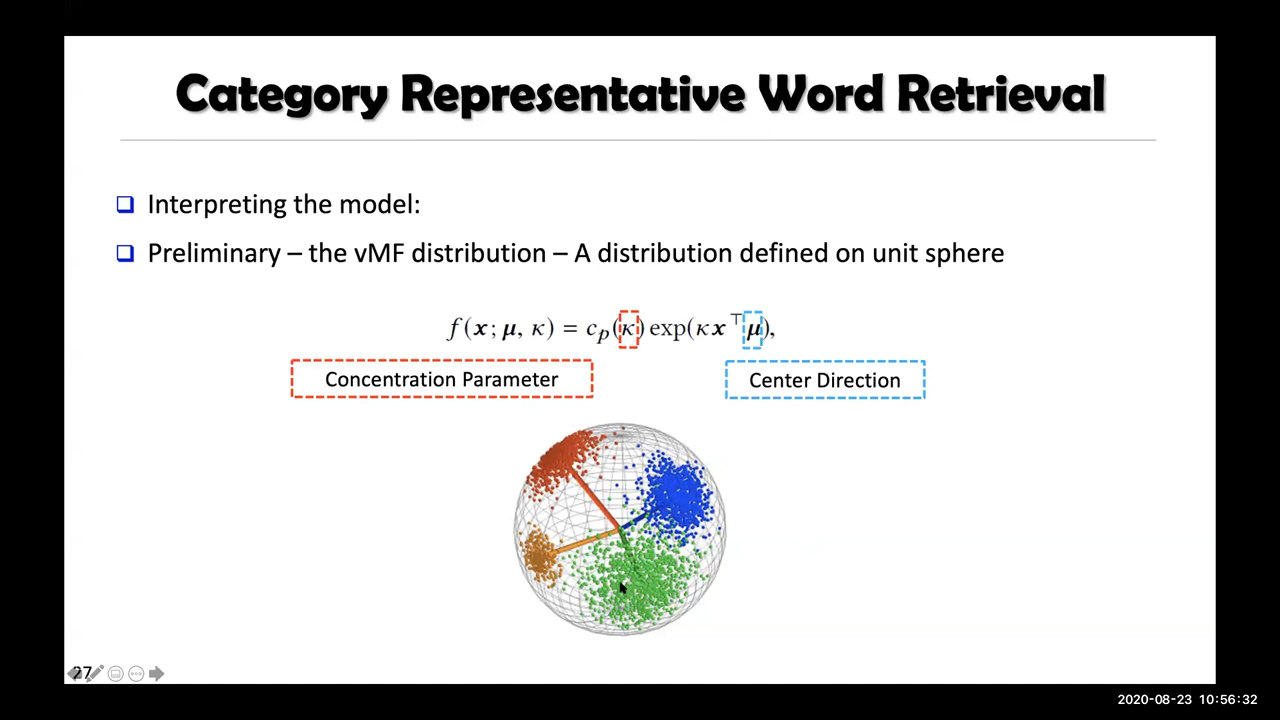 Category Representative Word Retrieval
Interpreting the model:
Preliminary – the vMF distribution – A distribution defined on unit sphere
f(x; μ, κ) = c_p(κ) exp(κx^⊤μ),
Concentration Parameter
Center Direction
27
2020-08-23 10:56:32